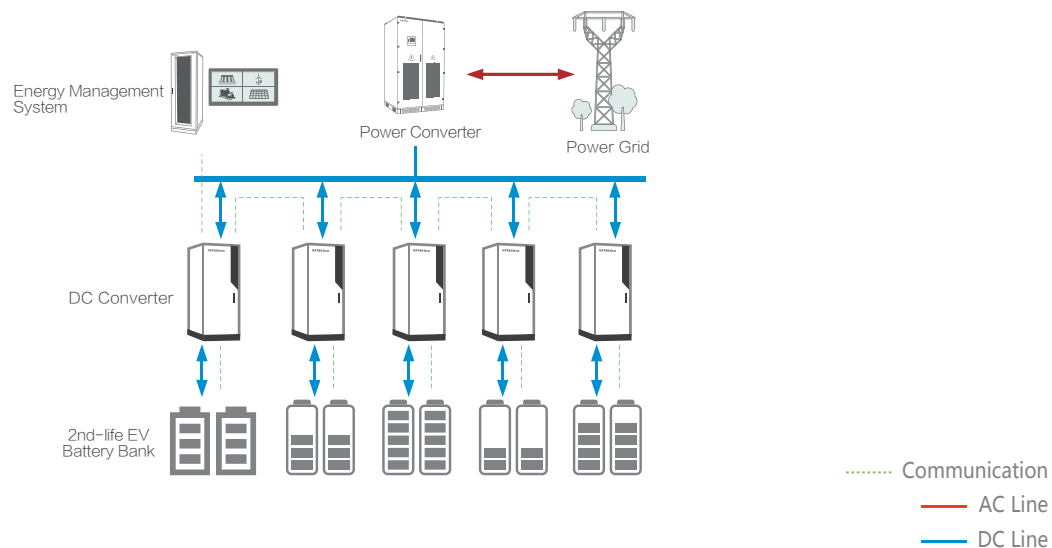 Energy Management
System
Power Converter
Power Grid
DC Converter
2nd-life EV
Battery Bank
Communication
AC Line
DC Line